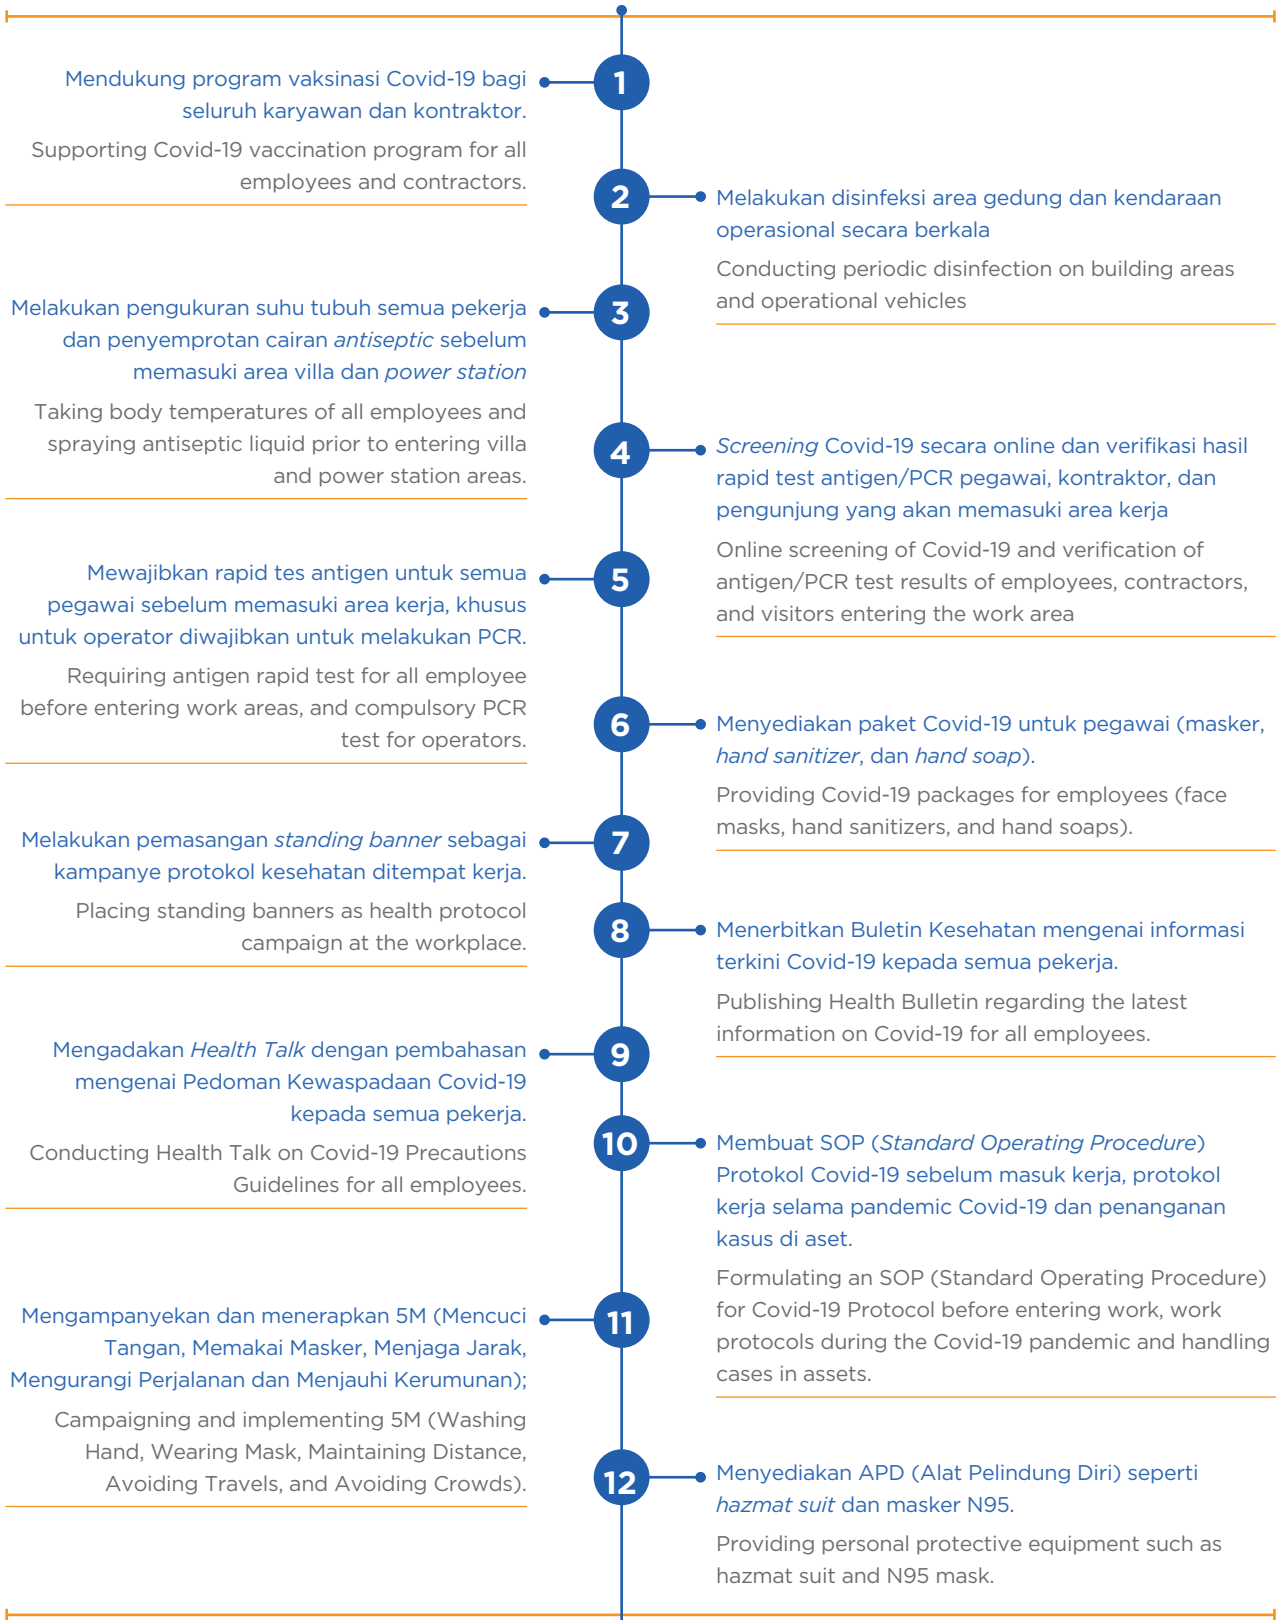 1
Mendukung program vaksinasi Covid-19 bagi
seluruh karyawan dan kontraktor.
Supporting Covid-19 vaccination program for all
employees and contractors.
2
Melakukan disinfeksi area gedung dan kendaraan
operasional secara berkala
Conducting periodic disinfection on building areas
and operational vehicles
3
Melakukan pengukuran suhu tubuh semua pekerja
dan penyemprotan cairan antiseptic sebelum
memasuki area villa dan power station
Taking body temperatures of all employees and
spraying antiseptic liquid prior to entering villa
and power station areas.
4
Screening Covid-19 secara online dan verifikasi hasil
rapid test antigen/PCR pegawai, kontraktor, dan
pengunjung yang akan memasuki area kerja
Online screening of Covid-19 and verification of
antigen/PCR test results of employees, contractors,
and visitors entering the work area
5
Mewajibkan rapid tes antigen untuk semua
pegawai sebelum memasuki area kerja, khusus
untuk operator diwajibkan untuk melakukan PCR.
Requiring antigen rapid test for all employee
before entering work areas, and compulsory PCR
test for operators.
6
Menyediakan paket Covid-19 untuk pegawai (masker,
hand sanitizer, dan hand soap).
Providing Covid-19 packages for employees (face
masks, hand sanitizers, and hand soaps).
7
Melakukan pemasangan standing banner sebagai
kampanye protokol kesehatan ditempat kerja.
Placing standing banners as health protocol
campaign at the workplace.
8
Menerbitkan Buletin Kesehatan mengenai informasi
terkini Covid-19 kepada semua pekerja.
Publishing Health Bulletin regarding the latest
information on Covid-19 for all employees.
9
Mengadakan Health Talk dengan pembahasan
mengenai Pedoman Kewaspadaan Covid-19
kepada semua pekerja.
Conducting Health Talk on Covid-19 Precautions
Guidelines for all employees.
10
Membuat SOP (Standard Operating Procedure)
Protokol Covid-19 sebelum masuk kerja, protokol
kerja selama pandemic Covid-19 dan penanganan
kasus di aset.
Formulating an SOP (Standard Operating Procedure)
for Covid-19 Protocol before entering work, work
protocols during the Covid-19 pandemic and handling
cases in assets.
11
Mengampanyekan dan menerapkan 5M (Mencuci
Tangan, Memakai Masker, Menjaga Jarak,
Mengurangi Perjalanan dan Menjauhi Kerumunan);
Campaigning and implementing 5M (Washing
Hand, Wearing Mask, Maintaining Distance,
Avoiding Travels, and Avoiding Crowds).
12
Menyediakan APD (Alat Pelindung Diri) seperti
hazmat suit dan masker N95.
Providing personal protective equipment such as
hazmat suit and N95 mask.